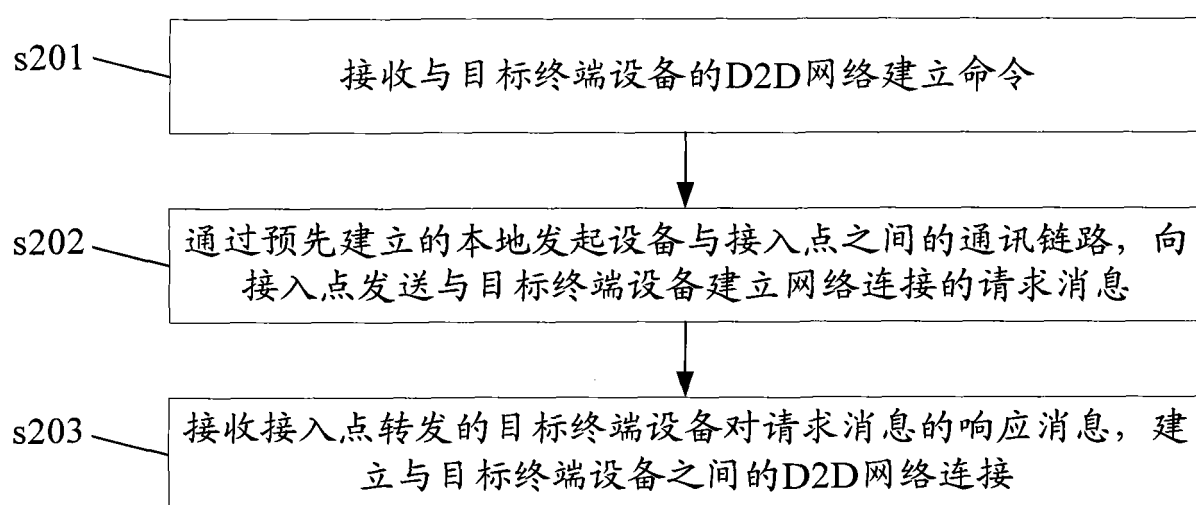 s201
接收与目标终端设备的D2D网络建立命令
s202
通过预先建立的本地发起设备与接入点之间的通讯链路，向
接入点发送与目标终端设备建立网络连接的请求消息
s203
接收接入点转发的目标终端设备对请求消息的响应消息，建
立与目标终端设备之间的D2D网络连接